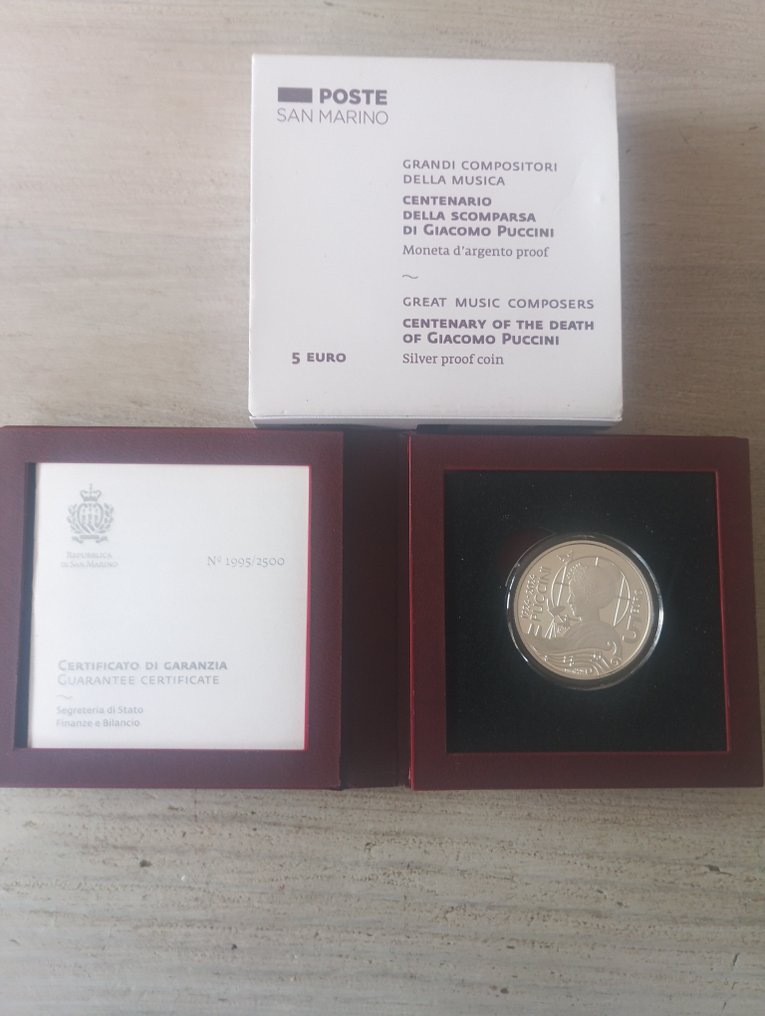 POSTE
SAN MARINO
GRANDI COMPOSITORI
DELLA MUSICA
CENTENARIO
DELLA SCOMPARSA
DI GIACOMO PUCCINI
Moneta d'argento proof
GREAT MUSIC COMPOSERS
CENTENARY OF THE DEATH
OF GIACOMO PUCCINI
5 EURO
Silver proof coin
REPUBBLICA
DI SAN MARINO
Nº 1995/2500
CERTIFICATO DI GARANZIA
GUARANTEE CERTIFICATE
Segreteria di Stato
Finanze e Bilancio
PUCCINI
5